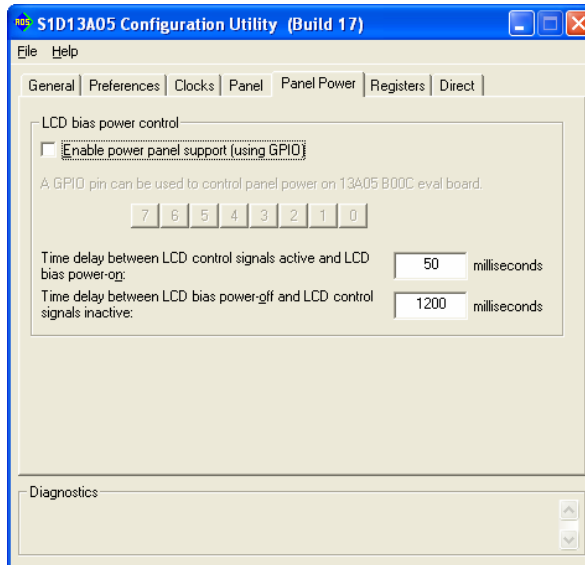 S1D13A05 Configuration Utility (Build 17)
File Help
General Preferences Clocks Panel Panel Power Registers Direct
LCD bias power control
Enable power panel support (using GPIO)
A GPIO pin can be used to control panel power on 13A05 B00C eval board.
7 6 5 4 3 2 1 0
Time delay between LCD control signals active and LCD
bias power-on:
50 milliseconds
Time delay between LCD bias power-off and LCD control
signals inactive:
1200 milliseconds
Diagnostics